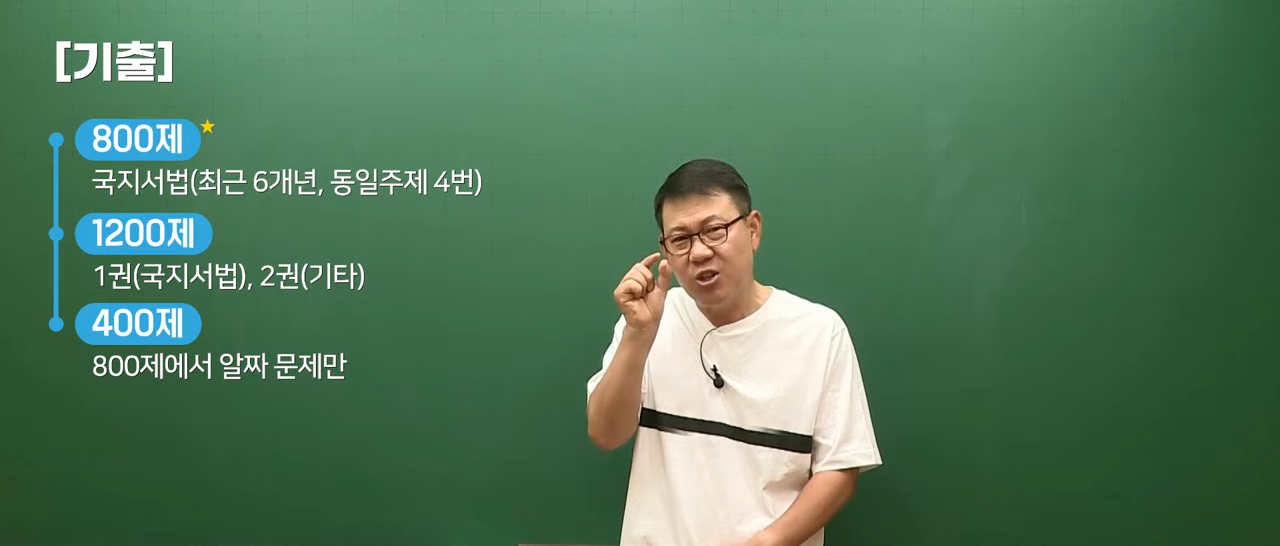 [기출]
800제
국지서법(최근 6개년, 동일주제 4번)
1200제
1권(국지서법), 2권(기타)
400제
800제에서 알짜 문제만